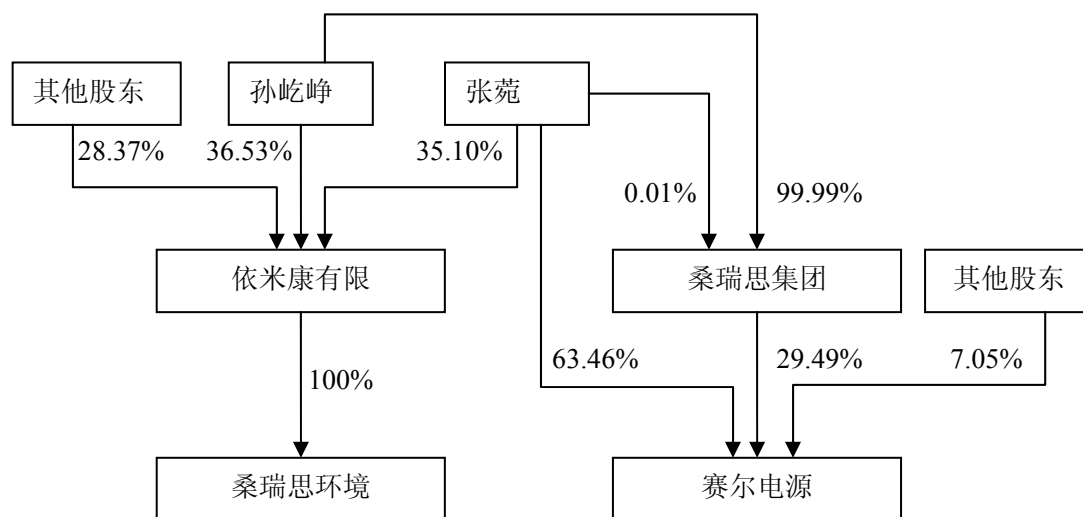 其他股东
孙屹峥
张菀
28.37%
36.53%
35.10%
0.01%
99.99%
依米康有限
桑瑞思集团
其他股东
100%
63.46%
29.49%
7.05%
桑瑞思环境
赛尔电源